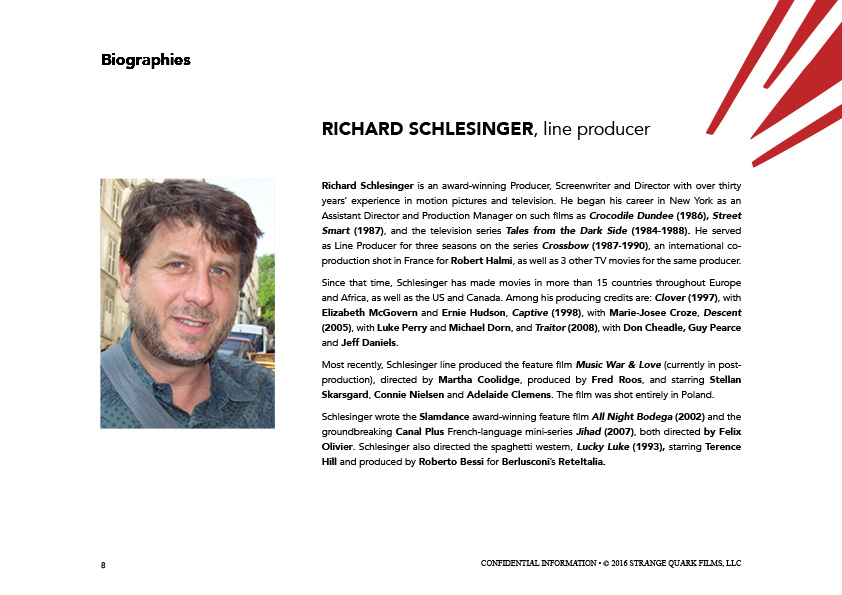 Biographies
RICHARD SCHLESINGER, line producer
Richard Schlesinger is an award-winning Producer, Screenwriter and Director with over thirty
years’ experience in motion pictures and television. He began his career in New York as an
Assistant Director and Production Manager on such films as Crocodile Dundee (1986), Street
Smart (1987), and the television series Tales from the Dark Side (1984-1988). He served
as Line Producer for three seasons on the series Crossbow (1987-1990), an international co-
production shot in France for Robert Halmi, as well as 3 other TV movies for the same producer.
Since that time, Schlesinger has made movies in more than 15 countries throughout Europe
and Africa, as well as the US and Canada. Among his producing credits are: Clover (1997), with
Elizabeth McGovern and Ernie Hudson, Captive (1998), with Marie-Josee Croze, Descent
(2005), with Luke Perry and Michael Dorn, and Traitor (2008), with Don Cheadle, Guy Pearce
and Jeff Daniels.
Most recently, Schlesinger line produced the feature film Music War & Love (currently in post-
production), directed by Martha Coolidge, produced by Fred Roos, and starring Stellan
Skarsgard, Connie Nielsen and Adelaide Clemens. The film was shot entirely in Poland.
Schlesinger wrote the Slamdance award-winning feature film All Night Bodega (2002) and the
groundbreaking Canal Plus French-language mini-series Jihad (2007), both directed by Felix
Olivier. Schlesinger also directed the spaghetti western, Lucky Luke (1993), starring Terence
Hill and produced by Roberto Bessi for Berlusconi’s ReteItalia.
8
CONFIDENTIAL INFORMATION • © 2016 STRANGE QUARK FILMS, LLC